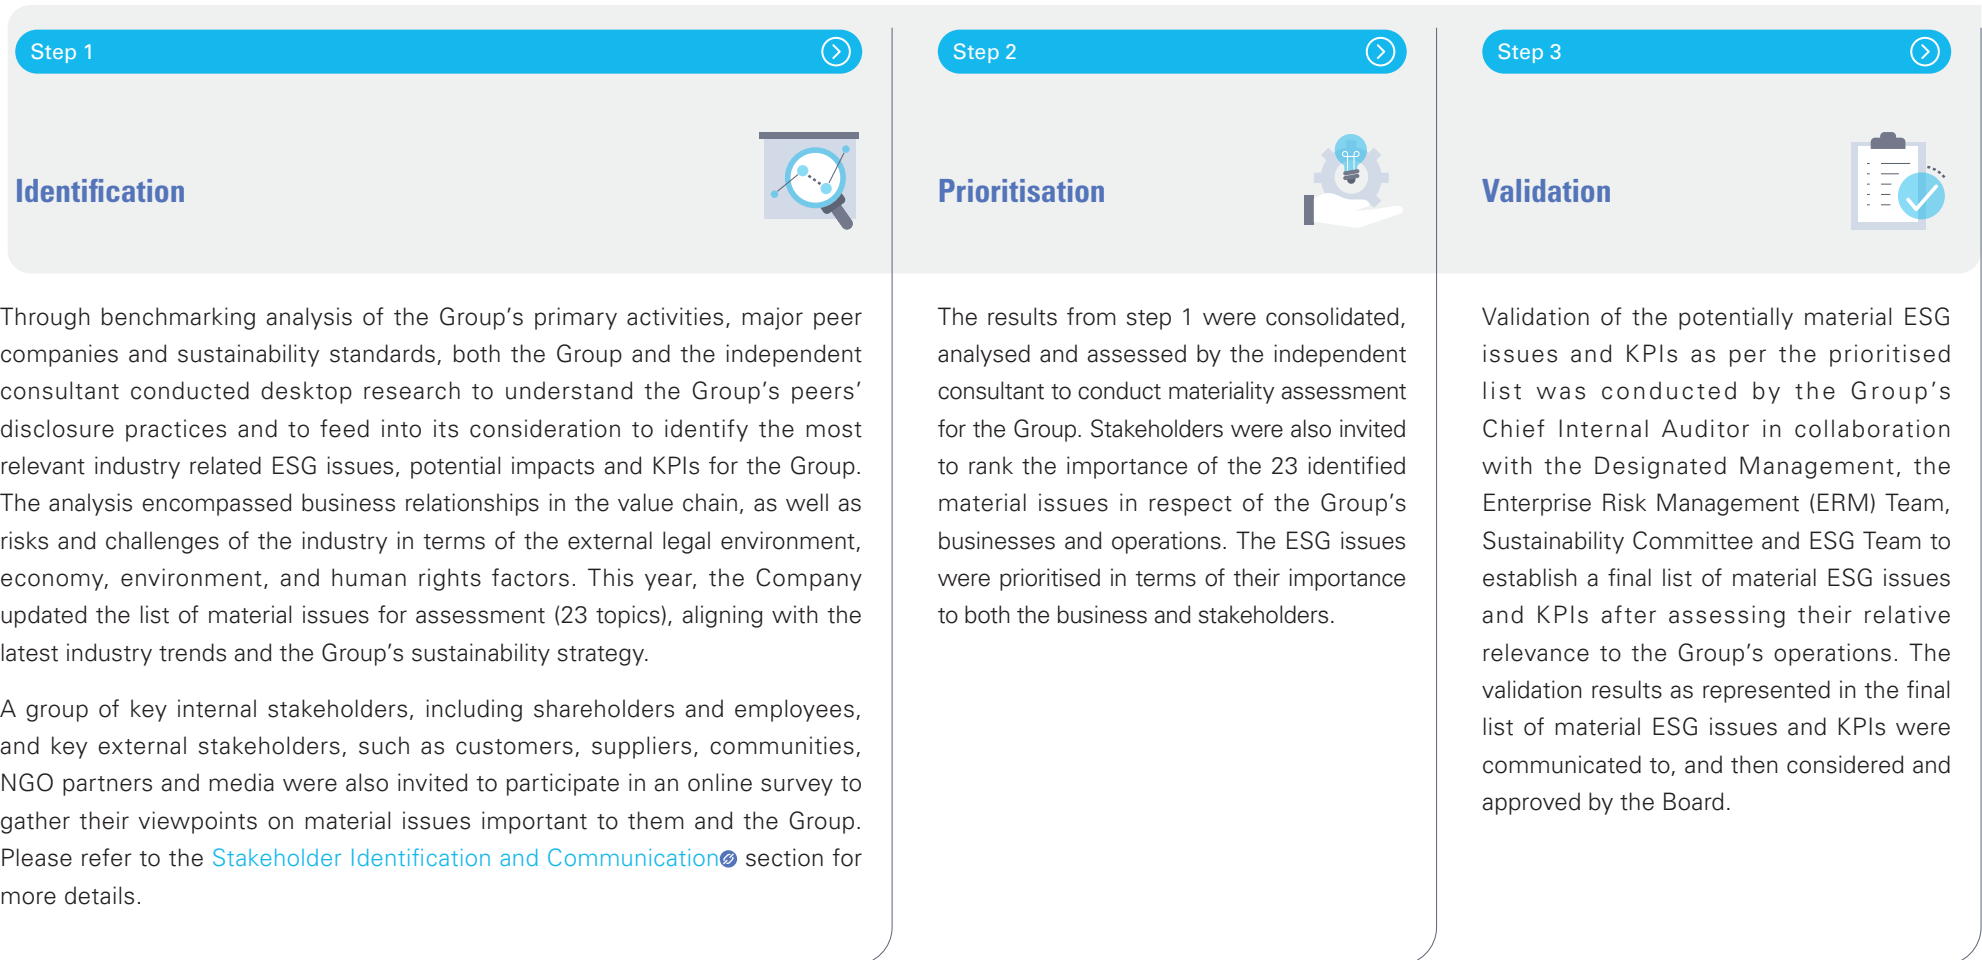 Step 1
Identification
Through benchmarking analysis of the Group’s primary activities, major peer
companies and sustainability standards, both the Group and the independent
consultant conducted desktop research to understand the Group’s peers’
disclosure practices and to feed into its consideration to identify the most
relevant industry related ESG issues, potential impacts and KPIs for the Group.
The analysis encompassed business relationships in the value chain, as well as
risks and challenges of the industry in terms of the external legal environment,
economy, environment, and human rights factors. This year, the Company
updated the list of material issues for assessment (23 topics), aligning with the
latest industry trends and the Group’s sustainability strategy.
A group of key internal stakeholders, including shareholders and employees,
and key external stakeholders, such as customers, suppliers, communities,
NGO partners and media were also invited to participate in an online survey to
gather their viewpoints on material issues important to them and the Group.
Please refer to the Stakeholder Identification and Communication section for
more details.
Step 2
Prioritisation
The results from step 1 were consolidated,
analysed and assessed by the independent
consultant to conduct materiality assessment
for the Group. Stakeholders were also invited
to rank the importance of the 23 identified
material issues in respect of the Group’s
businesses and operations. The ESG issues
were prioritised in terms of their importance
to both the business and stakeholders.
Step 3
Validation
Validation of the potentially material ESG
issues and KPIs as per the prioritised
list was conducted by the Group’s
Chief Internal Auditor in collaboration
with the Designated Management, the
Enterprise Risk Management (ERM) Team,
Sustainability Committee and ESG Team to
establish a final list of material ESG issues
and KPIs after assessing their relative
relevance to the Group’s operations. The
validation results as represented in the final
list of material ESG issues and KPIs were
communicated to, and then considered and
approved by the Board.